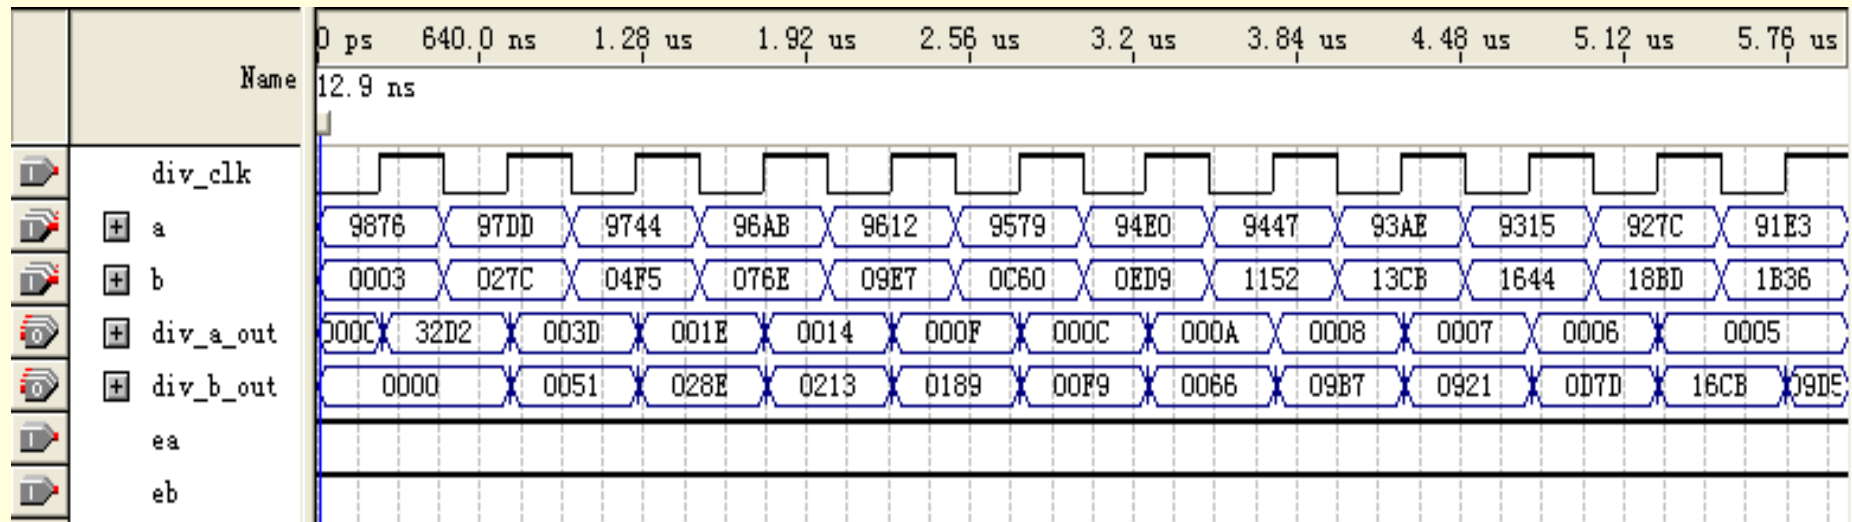 0 ps 640.0 ns 1.28 us 1.92 us 2.56 us 3.2 us 3.84 us 4.48 us 5.12 us 5.76 us
Name
12.9 ns
div_clk
a 9876 97DD 9744 96AB 9612 9579 94E0 9447 93AE 9315 927C 91E3
b 0003 027C 04F5 076E 09E7 0C60 0ED9 1152 13CB 1644 18BD 1B36
div_a_out 32D2 003D 001E 0014 000F 000C 000A 0008 0007 0006 0005
div_b_out 0000 0051 028E 0213 0189 00F9 0066 09B7 0921 0D7D 16CB 09D5
ea
eb